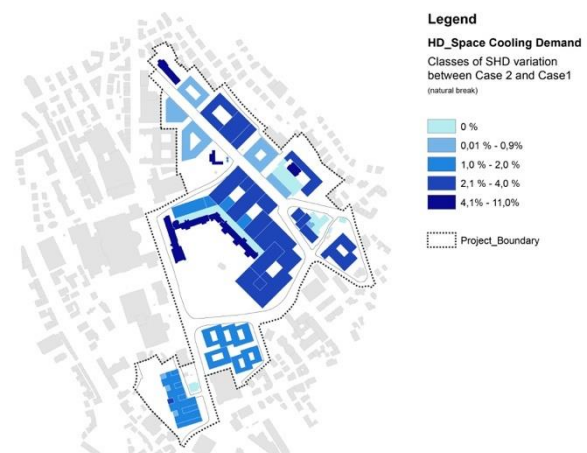 Legend
HD_Space Cooling Demand
Classes of SHD variation
between Case 2 and Case1
(natural break)
0 %
0,01 % - 0,9%
1,0 % - 2,0 %
2,1 % - 4,0 %
4,1% - 11,0%
Project_Boundary